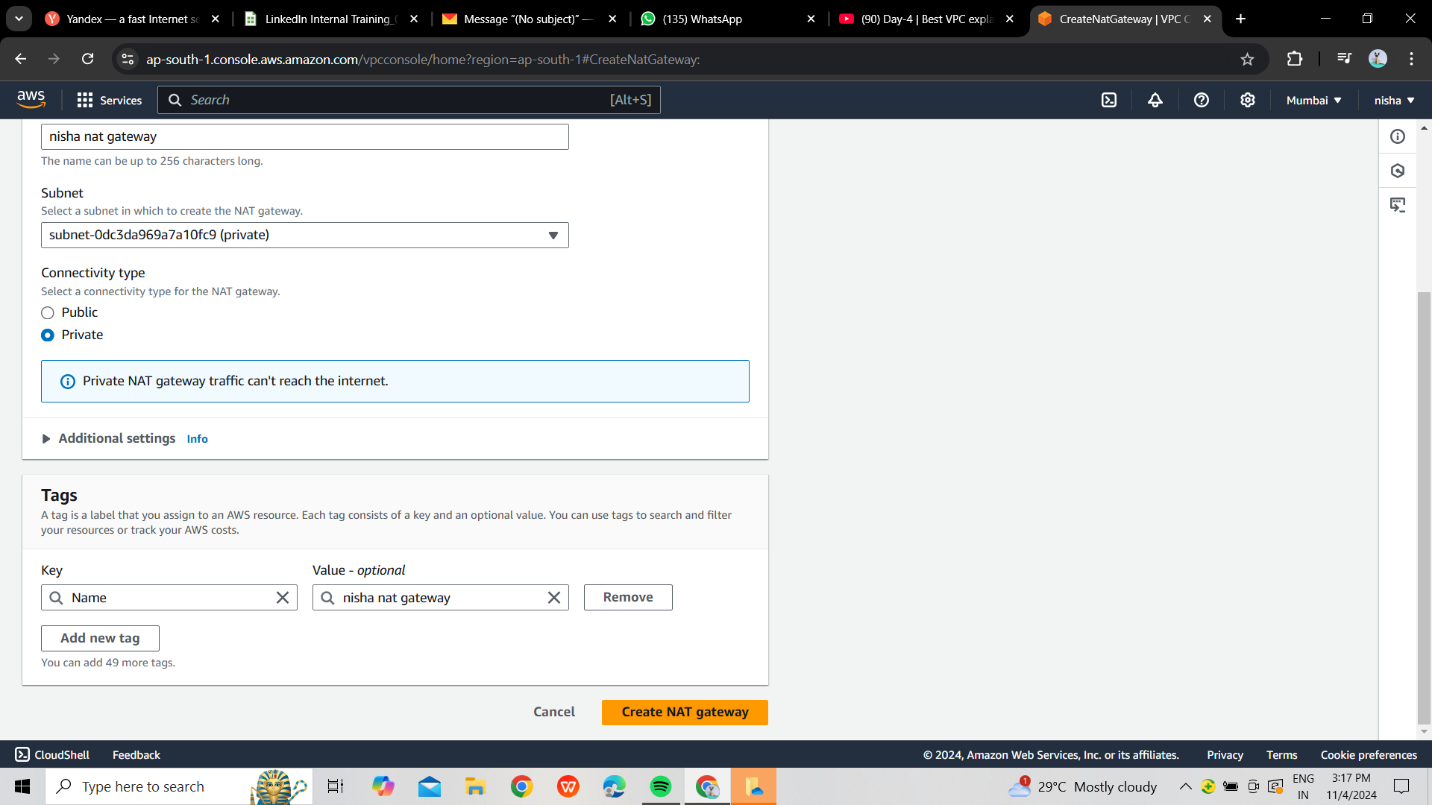 Yandex — a fast Internet se
LinkedIn Internal Training_
Message "(No subject)" —
(135) WhatsApp
(90) Day-4 | Best VPC expla
CreateNatGateway | VPC C
ap-south-1.console.aws.amazon.com/vpcconsole/home?region=ap-south-1#CreateNatGateway:
aws
Services
Search
[Alt+S]
Mumbai
nisha
nisha nat gateway
The name can be up to 256 characters long.
Subnet
Select a subnet in which to create the NAT gateway.
subnet-0dc3da969a7a10fc9 (private)
Connectivity type
Select a connectivity type for the NAT gateway.
Public
Private
Private NAT gateway traffic can't reach the internet.
Additional settings Info
Tags
A tag is a label that you assign to an AWS resource. Each tag consists of a key and an optional value. You can use tags to search and filter
your resources or track your AWS costs.
Key
Value - optional
Name
nisha nat gateway
Remove
Add new tag
You can add 49 more tags.
Cancel
Create NAT gateway
CloudShell
Feedback
© 2024, Amazon Web Services, Inc. or its affiliates.
Privacy
Terms
Cookie preferences
Type here to search
1
29°C Mostly cloudy
ENG
IN
3:17 PM
11/4/2024